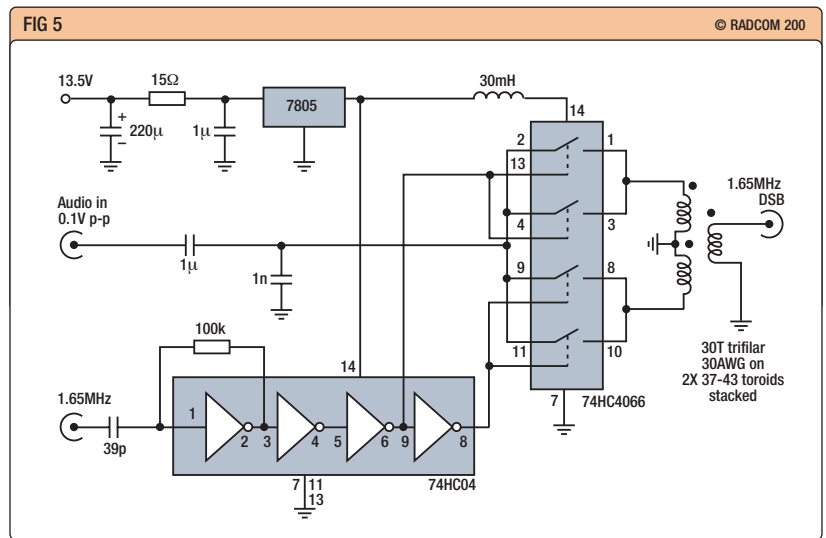 FIG 5
© RADCOM 200
13.5V
15Ω
7805
30mH
+
220µ
–
1µ
14
2
1
13
4
3
9
8
11
10
7
74HC4066
1.65MHz
DSB
Audio in
0.1V p-p
1µ
1n
30T trifilar
30AWG on
2X 37-43 toroids
stacked
100k
14
1.65MHz
39p
1
2
3
4
5
6
9
8
7
11
13
74HC04